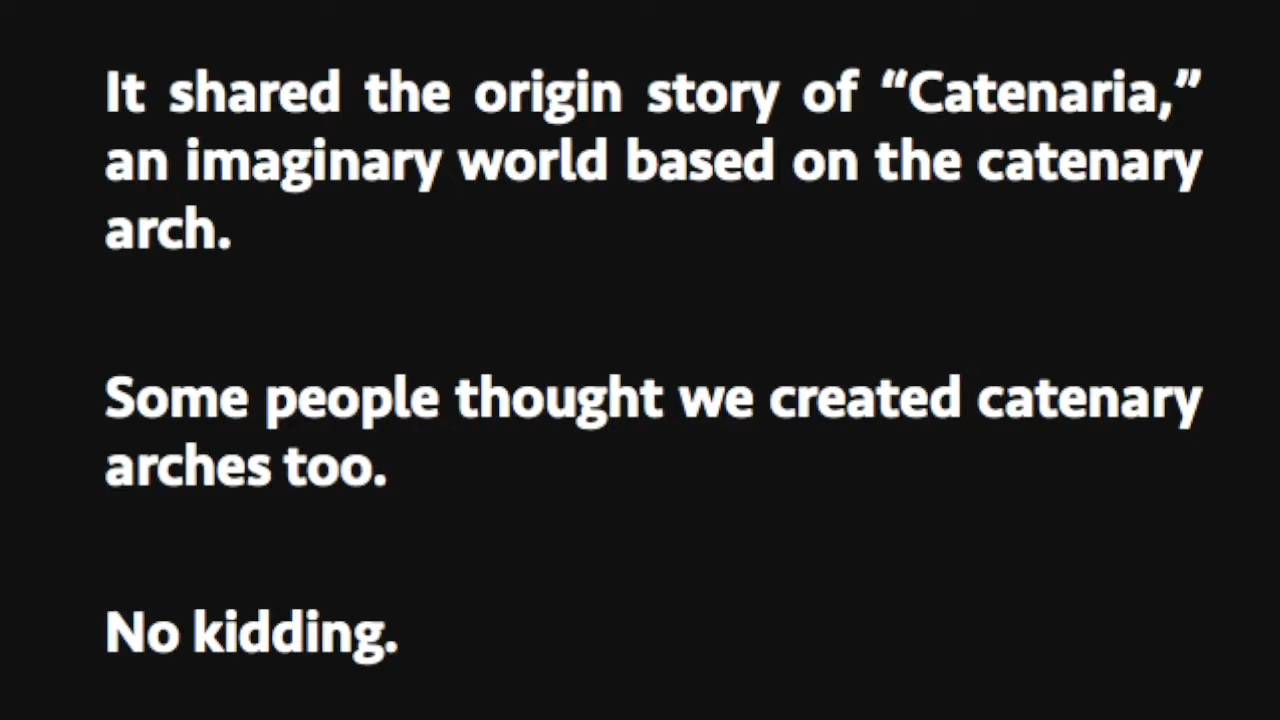 It shared the origin story of “Catenaria,”
an imaginary world based on the catenary
arch.
Some people thought we created catenary
arches too.
No kidding.